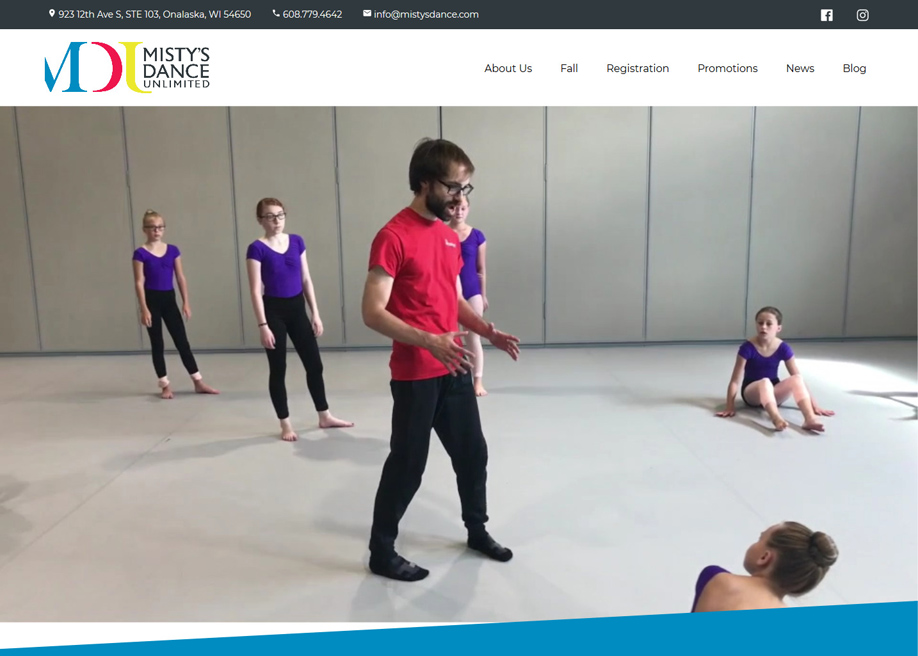 923 12th Ave S, STE 103, Onalaska, WI 54650 608.779.4642 info@mistysdance.com
MDU MISTY'S
DANCE
UNLIMITED
About Us Fall Registration Promotions News Blog